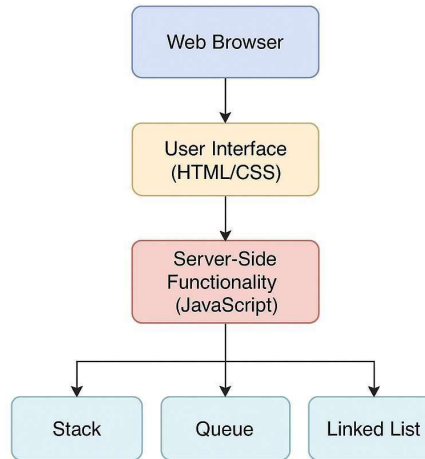 Web Browser
User Interface
(HTML/CSS)
Server-Side
Functionality
(JavaScript)
Stack
Queue
Linked List